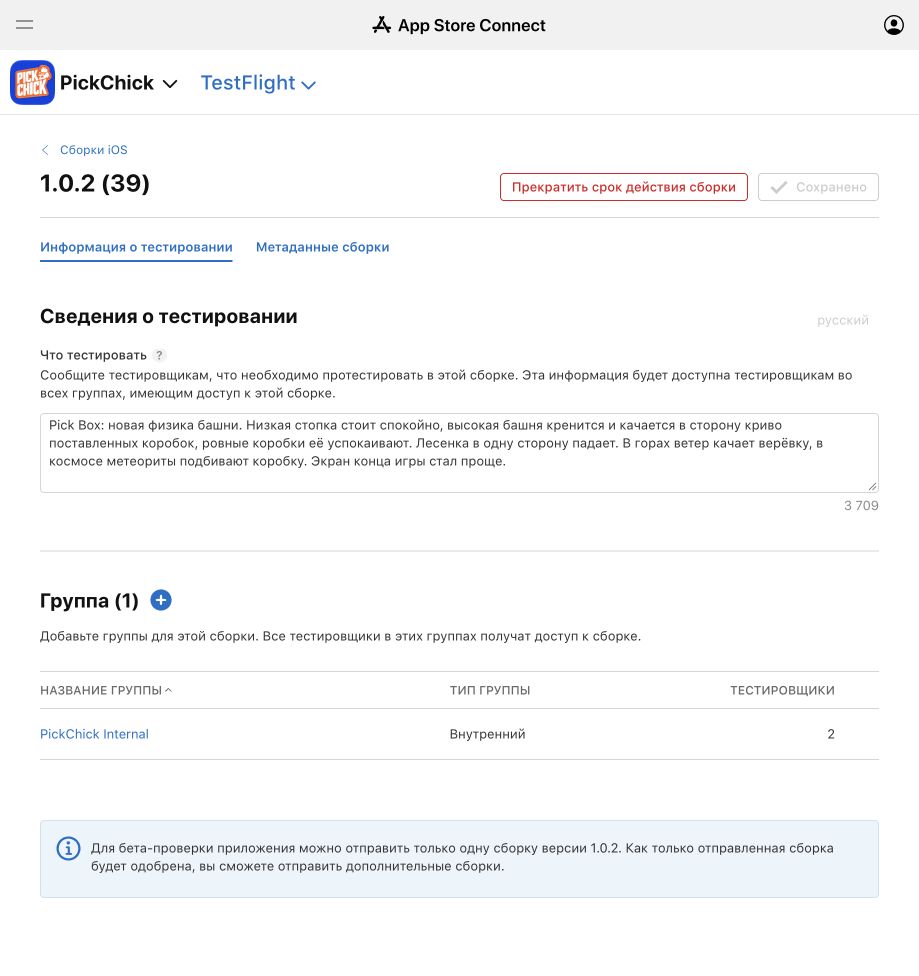 App Store Connect
PICK
CHICK
PickChick
TestFlight
Сборки iOS
1.0.2 (39)
Прекратить срок действия сборки
Сохранено
Информация о тестировании
Метаданные сборки
Сведения о тестировании
русский
Что тестировать ?
Сообщите тестировщикам, что необходимо протестировать в этой сборке. Эта информация будет доступна тестировщикам во
всех группах, имеющим доступ к этой сборке.
Pick Box: новая физика башни. Низкая стопка стоит спокойно, высокая башня кренится и качается в сторону криво
поставленных коробок, ровные коробки её успокаивают. Лесенка в одну сторону падает. В горах ветер качает верёвку, в
космосе метеориты подбивают коробку. Экран конца игры стал проще.
3 709
Группа (1)
Добавьте группы для этой сборки. Все тестировщики в этих группах получат доступ к сборке.
НАЗВАНИЕ ГРУППЫ
ТИП ГРУППЫ
ТЕСТИРОВЩИКИ
PickChick Internal
Внутренний
2
Для бета-проверки приложения можно отправить только одну сборку версии 1.0.2. Как только отправленная сборка
будет одобрена, вы сможете отправить дополнительные сборки.